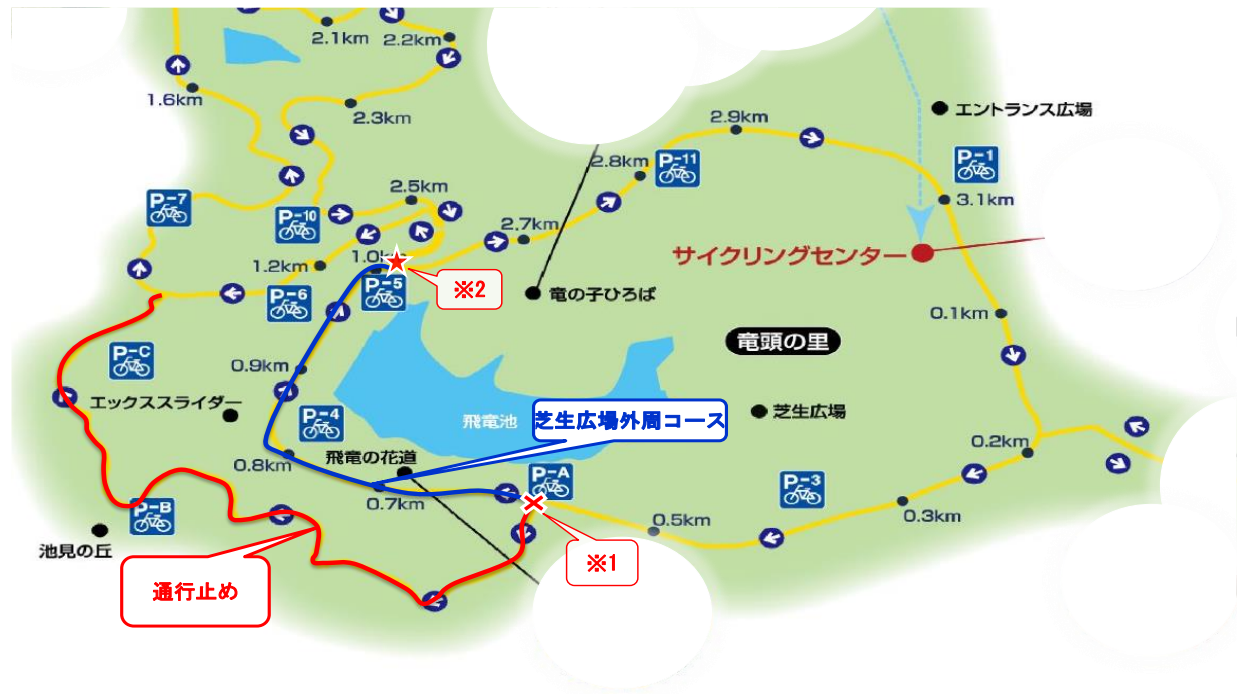 2.1km
2.2km
1.6km
2.3km
2.9km
エントランス広場
2.8km
P-11
P-1
P-7
2.5km
3.1km
P-10
2.7km
サイクリングセンター
1.0km
1.2km
P-5
※2
P-6
竜の子ひろば
0.1km
竜頭の里
P-C
0.9km
エックススライダー
飛竜池
芝生広場外周コース
芝生広場
P-4
0.8km
飛竜の花道
0.2km
P-A
P-3
0.7km
0.3km
P-B
0.5km
池見の丘
※1
通行止め